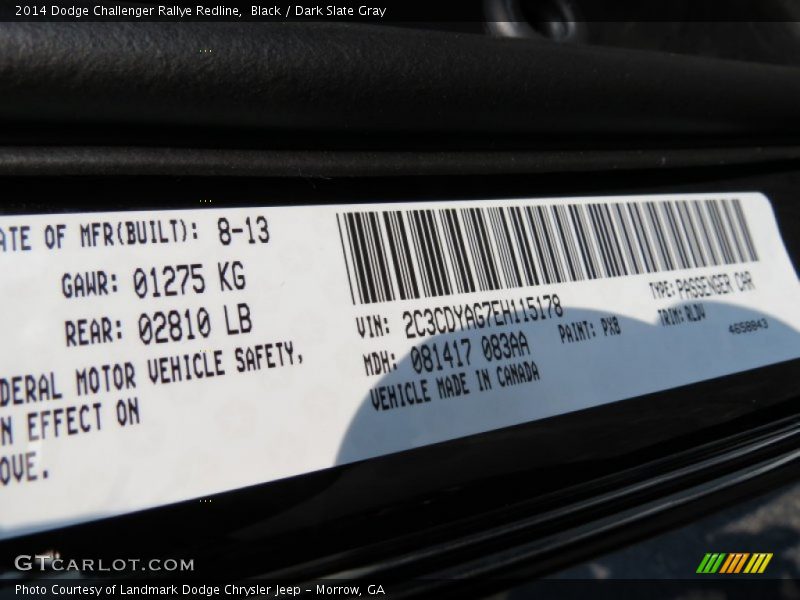 2014 Dodge Challenger Rallye Redline, Black / Dark Slate Gray
ATE OF MFR(BUILT): 8-13
GAWR: 01275 KG
REAR: 02810 LB
DERAL MOTOR VEHICLE SAFETY,
N EFFECT ON
OVE.
VIN: 2C3CDYAG7EH115178
TYPE: PASSENGER CAR
MDH: 081417 083AA
PAINT: PX8
TRIM: RLDV
VEHICLE MADE IN CANADA
4658843
GTCARLOT.COM
Photo Courtesy of Landmark Dodge Chrysler Jeep - Morrow, GA